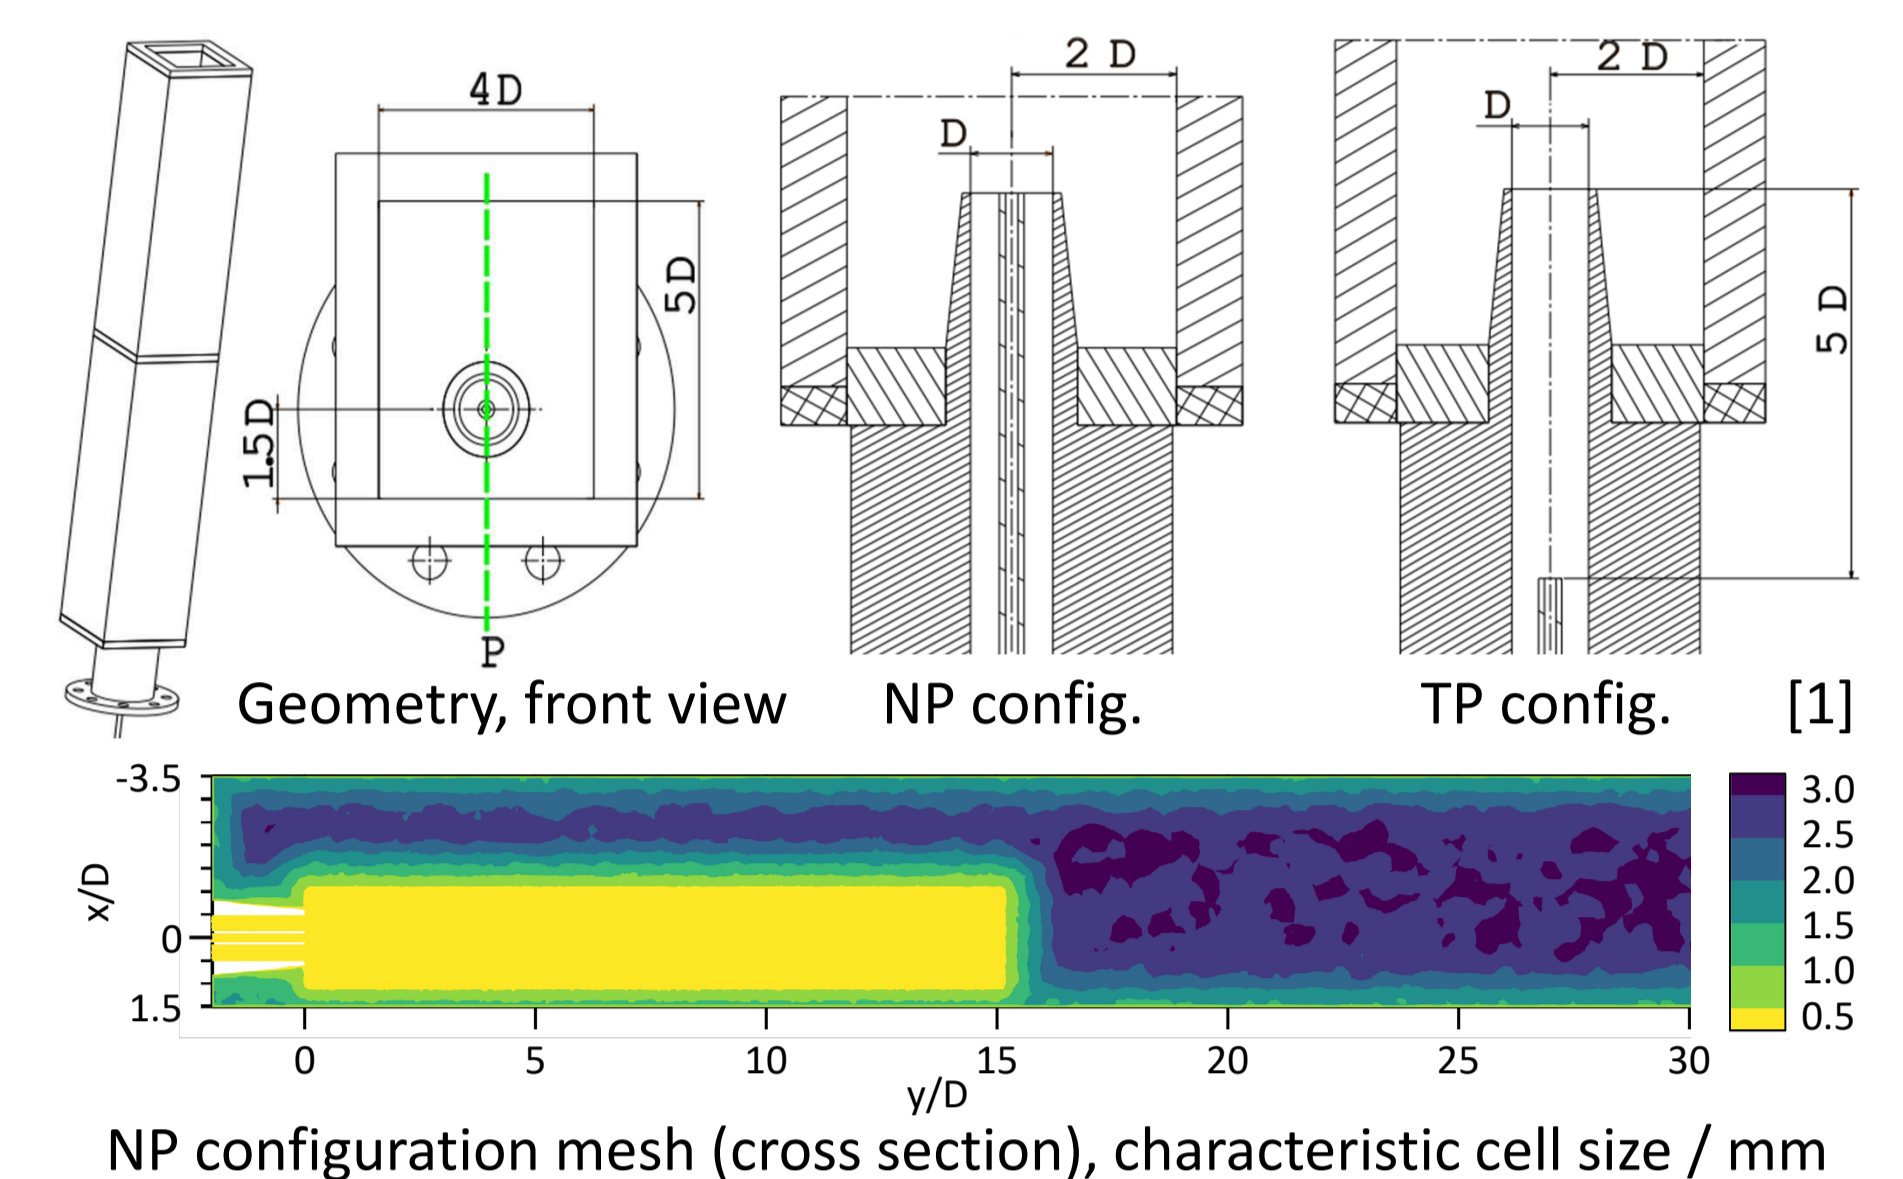 4D
5D
1.5D
P
2 D
D
2 D
D
5 D
Geometry, front view
NP config.
TP config.
[1]
-3.5
0
1.5
x/D
0 5 10 15 20 25 30
y/D
3.0
2.5
2.0
1.5
1.0
0.5
NP configuration mesh (cross section), characteristic cell size / mm